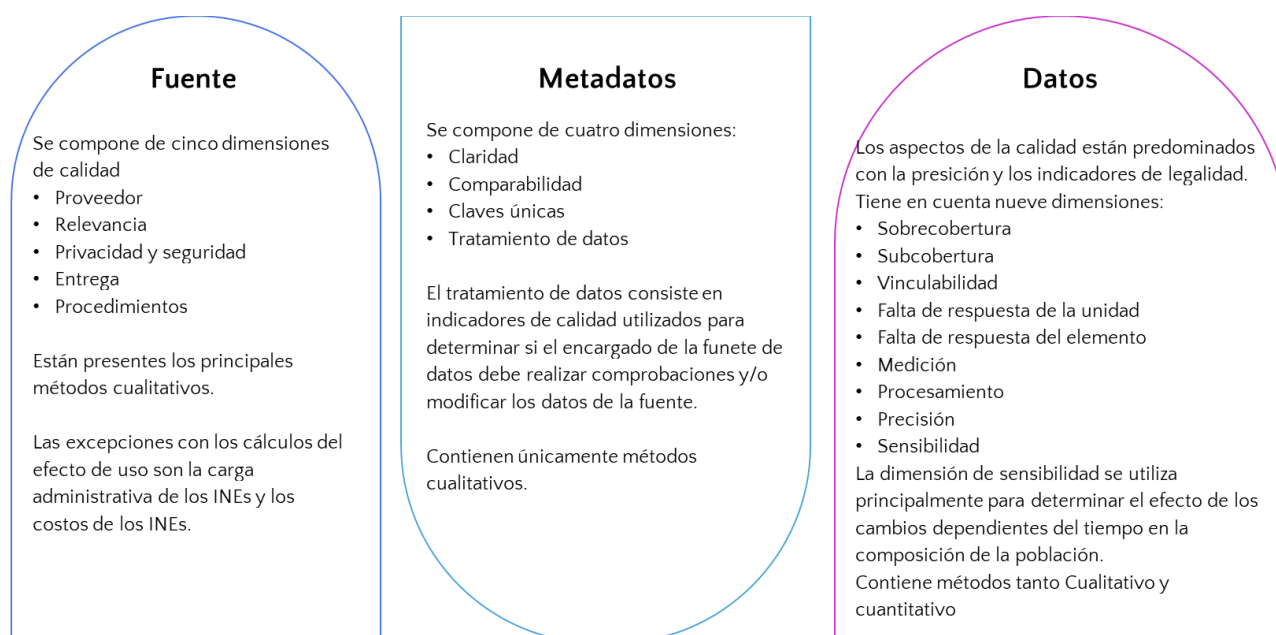 Fuente
Se compone de cinco dimensiones
de calidad
• Proveedor
• Relevancia
• Privacidad y seguridad
• Entrega
• Procedimientos
Están presentes los principales
métodos cualitativos.
Las excepciones con los cálculos del
efecto de uso son la carga
administrativa de los INEs y los
costos de los INEs.
Metadatos
Se compone de cuatro dimensiones:
• Claridad
• Comparabilidad
• Claves únicas
• Tratamiento de datos
El tratamiento de datos consiste en
indicadores de calidad utilizados para
determinar si el encargado de la funete de
datos debe realizar comprobaciones y/o
modificar los datos de la fuente.
Contienen únicamente métodos
cualitativos.
Datos
Los aspectos de la calidad están predominados
con la presición y los indicadores de legalidad.
Tiene en cuenta nueve dimensiones:
• Sobrecobertura
• Subcobertura
• Vinculabilidad
• Falta de respuesta de la unidad
• Falta de respuesta del elemento
• Medición
• Procesamiento
• Precisión
• Sensibilidad
La dimensión de sensibilidad se utiliza
principalmente para determinar el efecto de los
cambios dependientes del tiempo en la
composición de la población.
Contiene métodos tanto Cualitativo y
cuantitativo